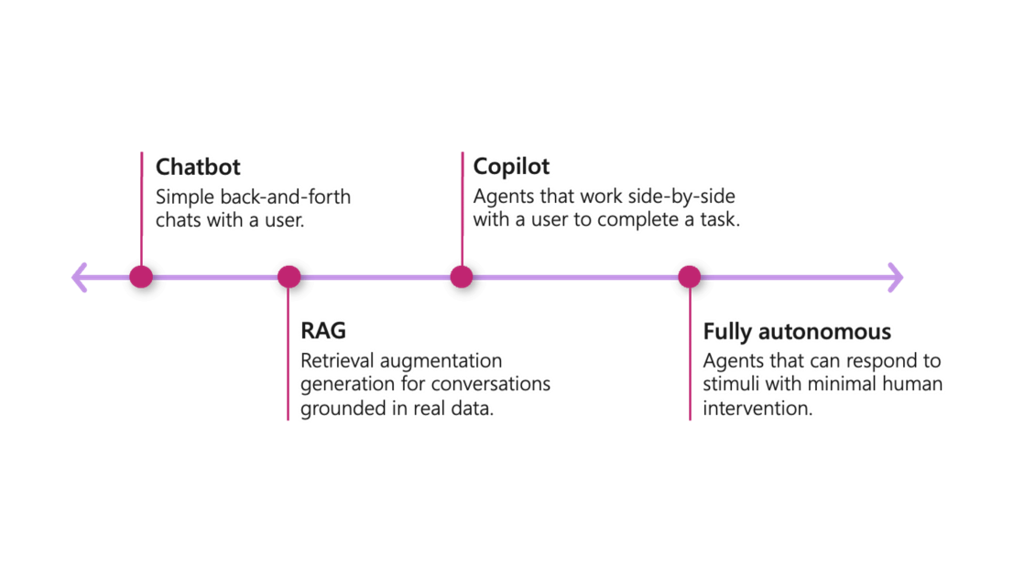 Chatbot
Simple back-and-forth
chats with a user.
Copilot
Agents that work side-by-side
with a user to complete a task.
RAG
Retrieval augmentation
generation for conversations
grounded in real data.
Fully autonomous
Agents that can respond to
stimuli with minimal human
intervention.